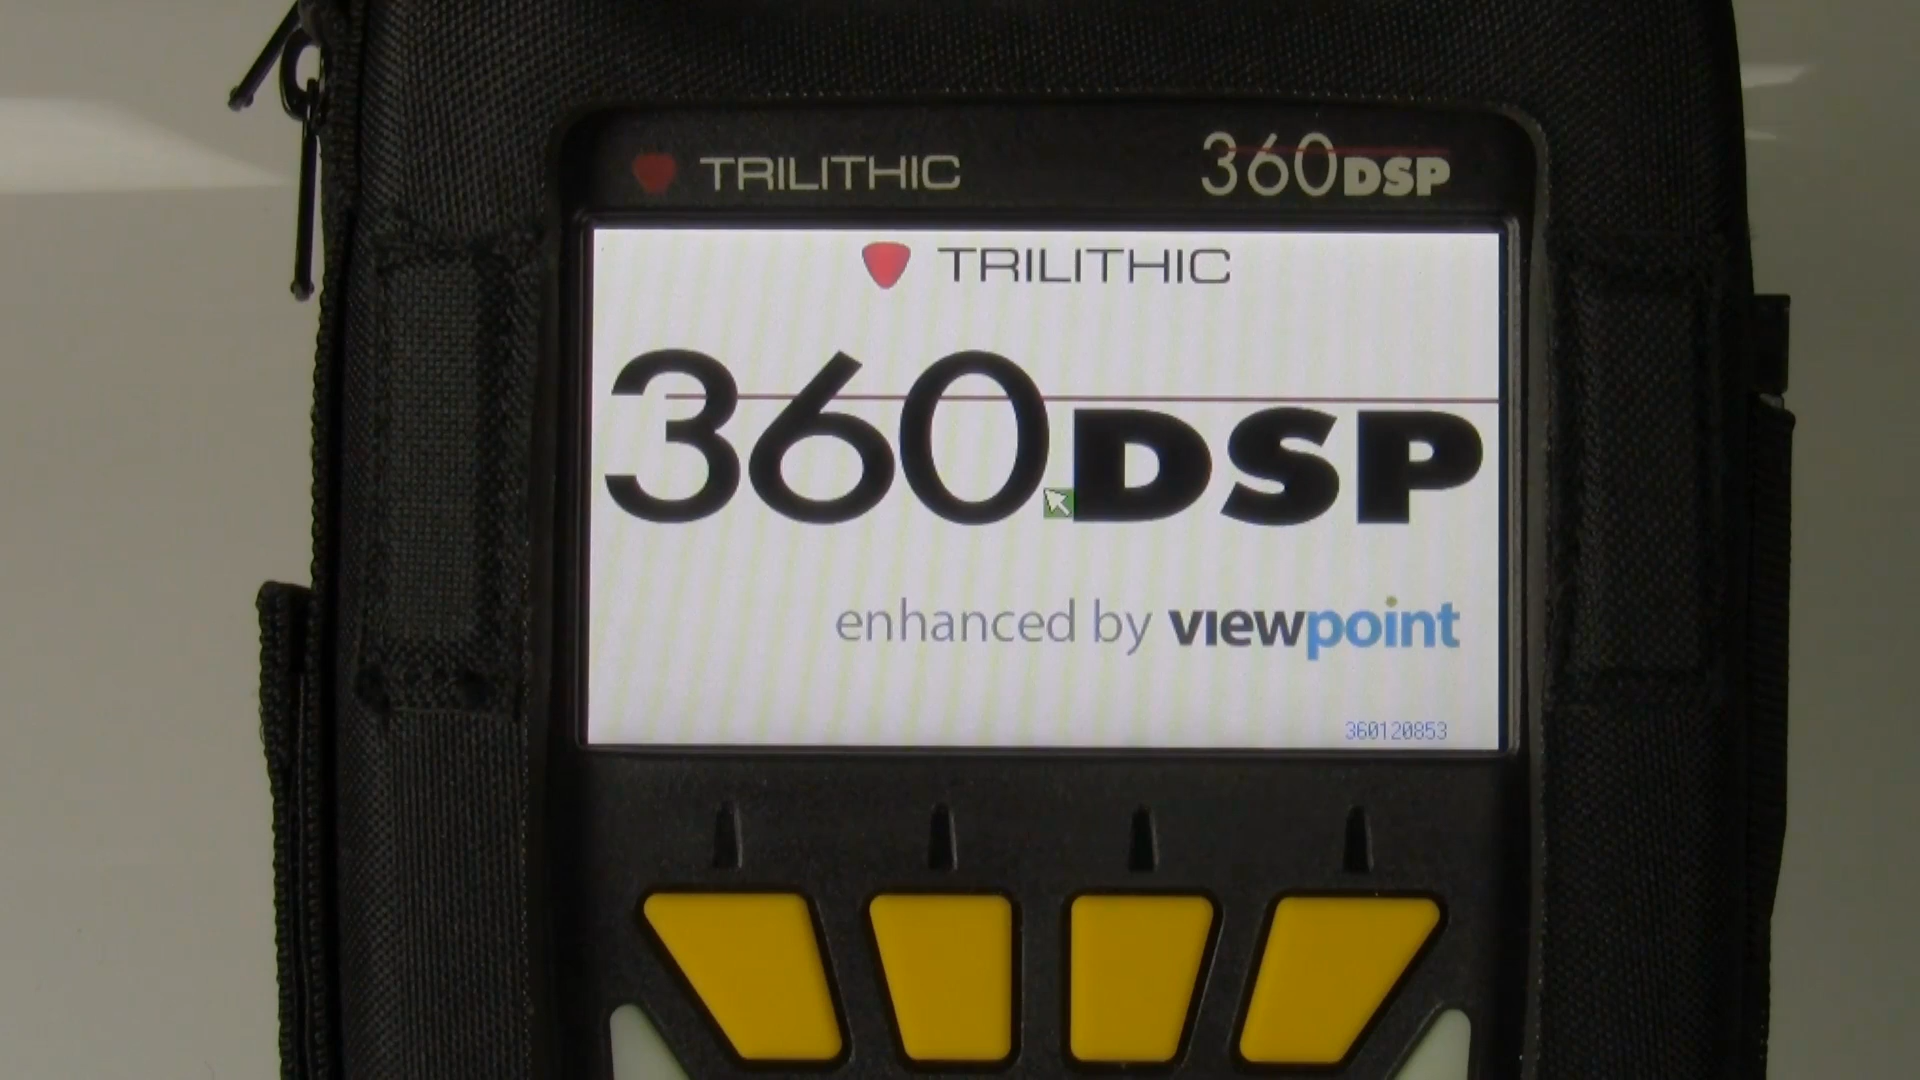 TRILITHIC 360DSP
TRILITHIC
360DSP
enhanced by viewpoint
360120853